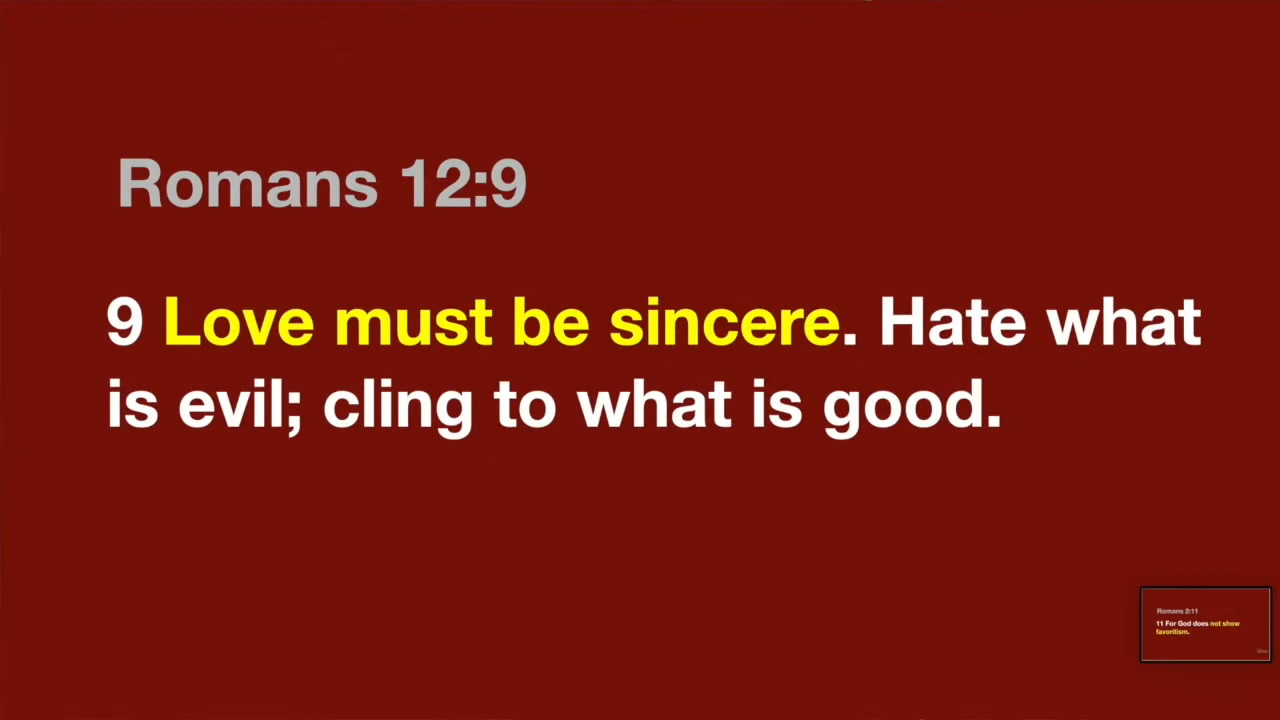 Romans 12:9
9 Love must be sincere. Hate what
is evil; cling to what is good.
Romans 2:11
11 For God does not show
favoritism.